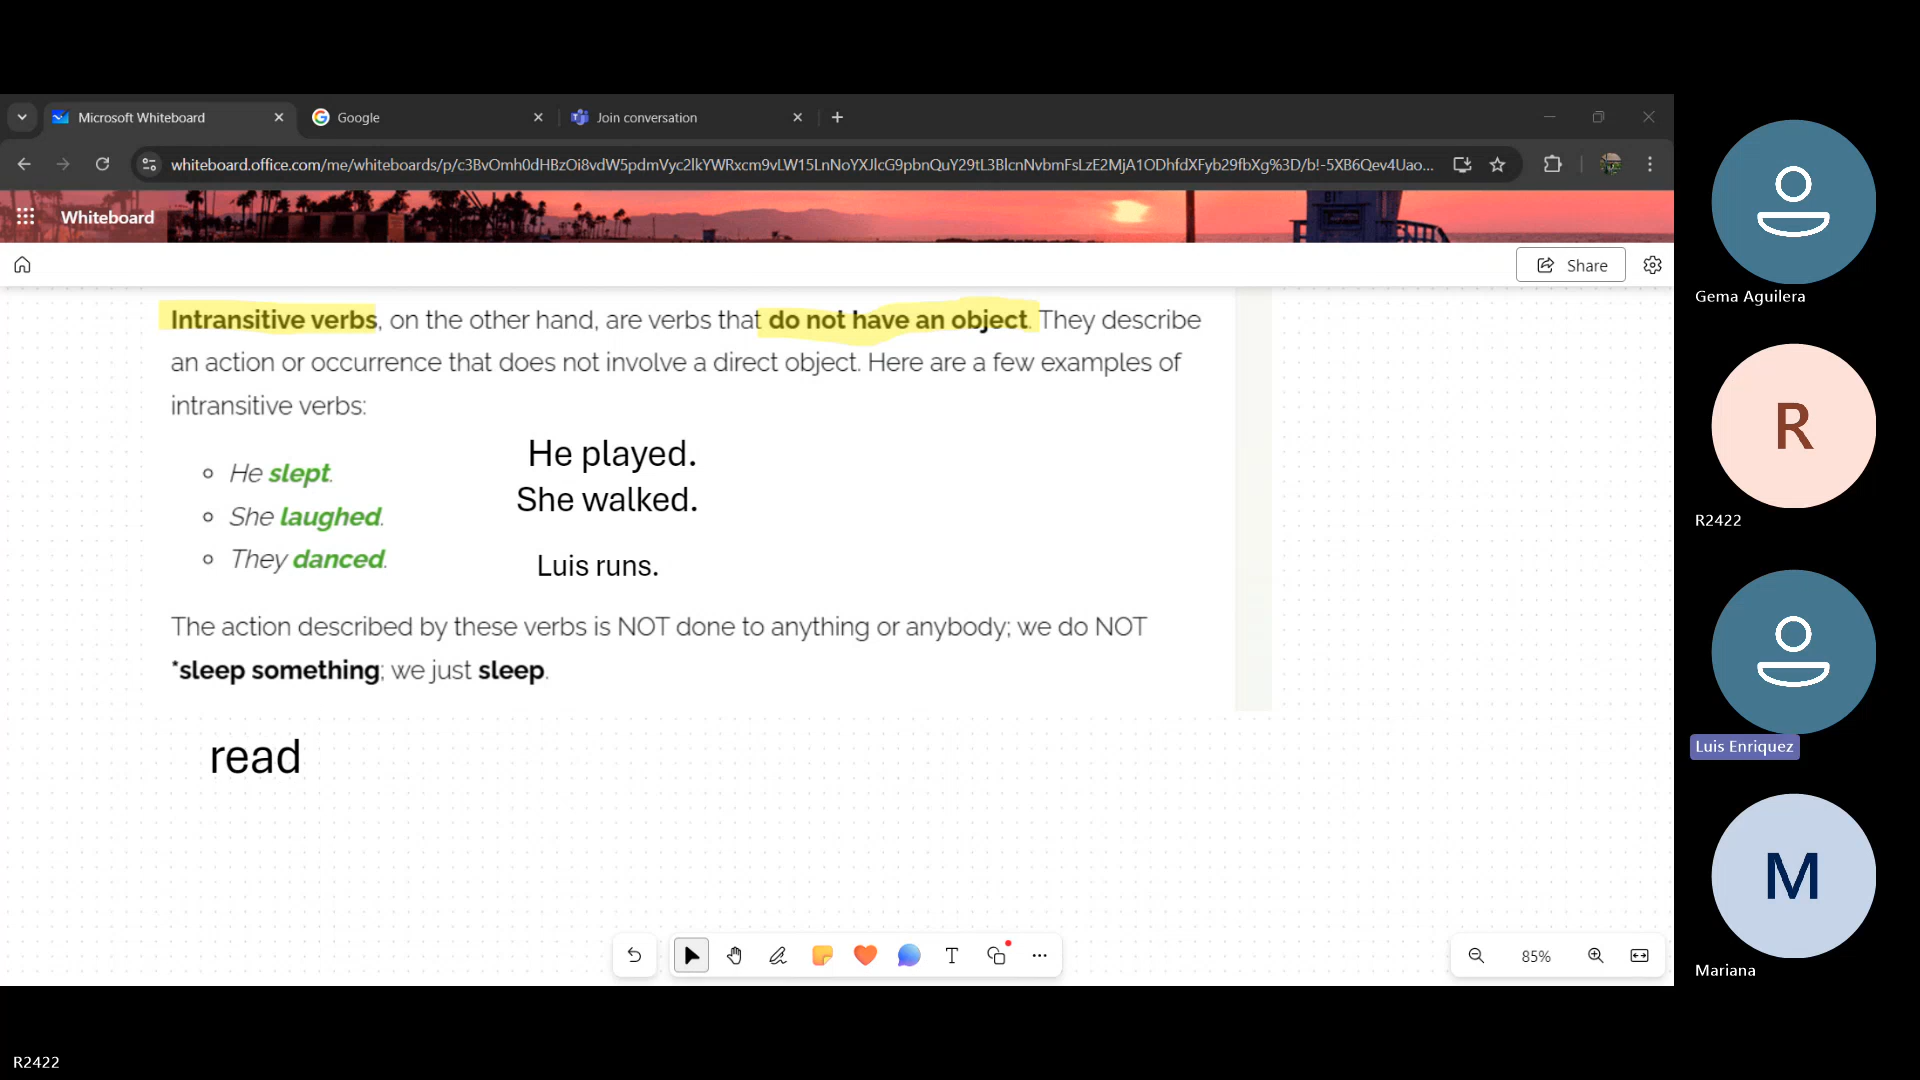 Microsoft Whiteboard
Google
Join conversation
whiteboard.office.com/me/whiteboards/p/c3BvOmh0dHBzOi8vdW5pdmVyc2lkYWRxcm9vLW15LnNoYXJlcG9pbnQuY29tL3BlcnNvbmFsLzE2MjA1ODhfdXFyb29fbXg%3D/b!-5XB6Qev4Uao...
Whiteboard
Share
Intransitive verbs, on the other hand, are verbs that do not have an object. They describe
an action or occurrence that does not involve a direct object. Here are a few examples of
intransitive verbs:
He slept.
She laughed.
They danced.
He played.
She walked.
Luis runs.
The action described by these verbs is NOT done to anything or anybody; we do NOT
*sleep something; we just sleep.
read
85%
Gema Aguilera
R
R2422
Luis Enriquez
M
Mariana
R2422